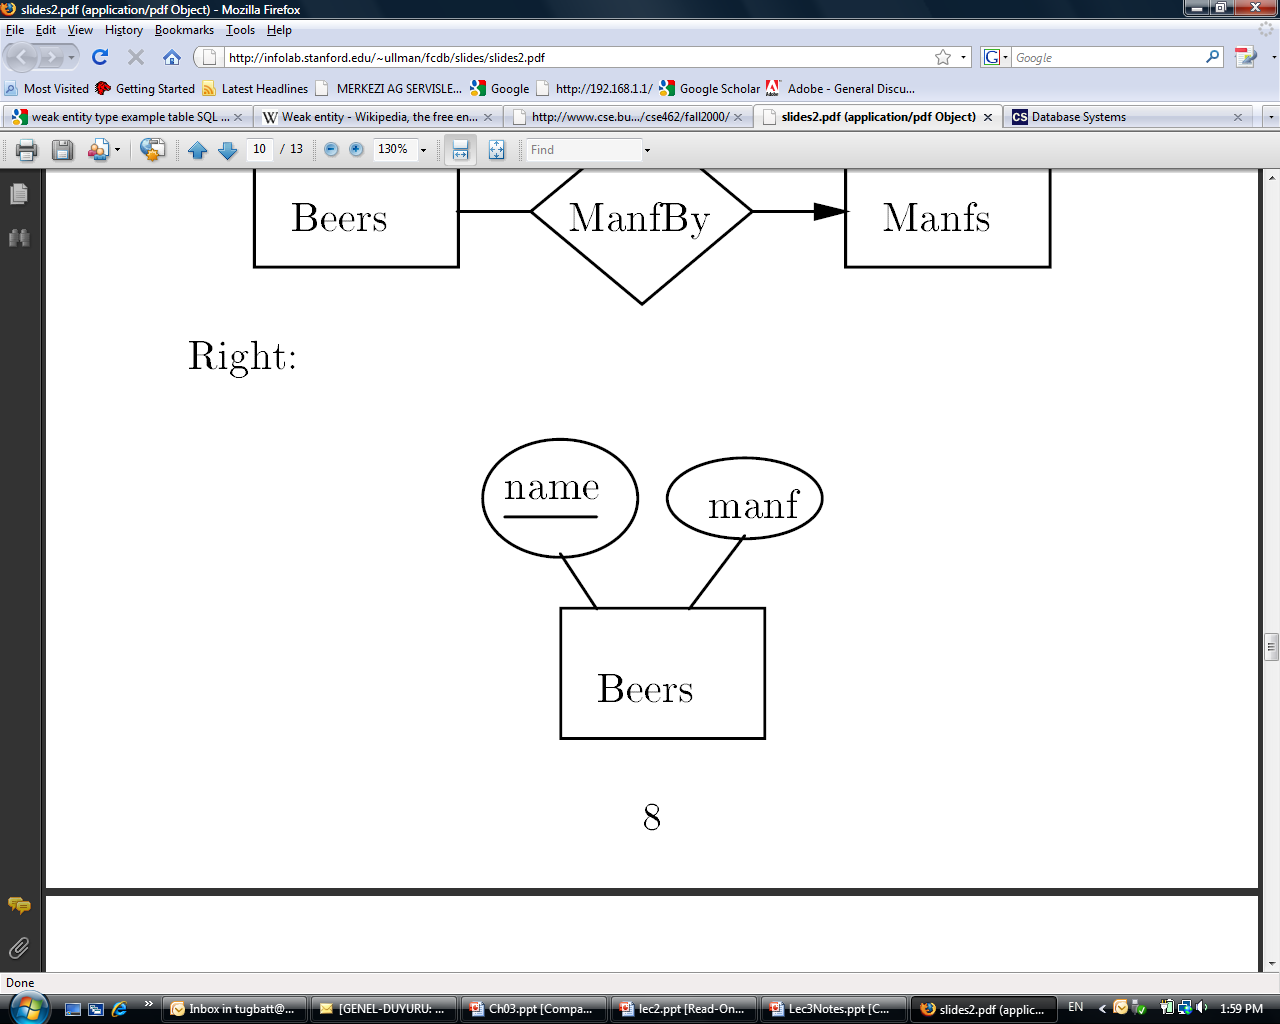 slides2.pdf (application/pdf Object) - Mozilla Firefox
File Edit View History Bookmarks Tools Help
http://infolab.stanford.edu/~ullman/fcdb/slides/slides2.pdf
G Google
Most Visited Getting Started Latest Headlines MERKEZI AG SERVISLE... Google http://192.168.1.1/ Google Scholar Adobe - General Discu...
weak entity type example table SQL ... W Weak entity - Wikipedia, the free en... http://www.cse.bu.../cse462/fall2000/ slides2.pdf (application/pdf Object) CS Database Systems
10 / 13 130% Find
Beers ManfBy Manfs
Right:
name manf
Beers
8
Done
Inbox in tugbatt@... [GENEL-DUYURU: ... Ch03.ppt [Compa... lec2.ppt [Read-On... Lec3Notes.ppt [C... slides2.pdf (applic... EN 1:59 PM